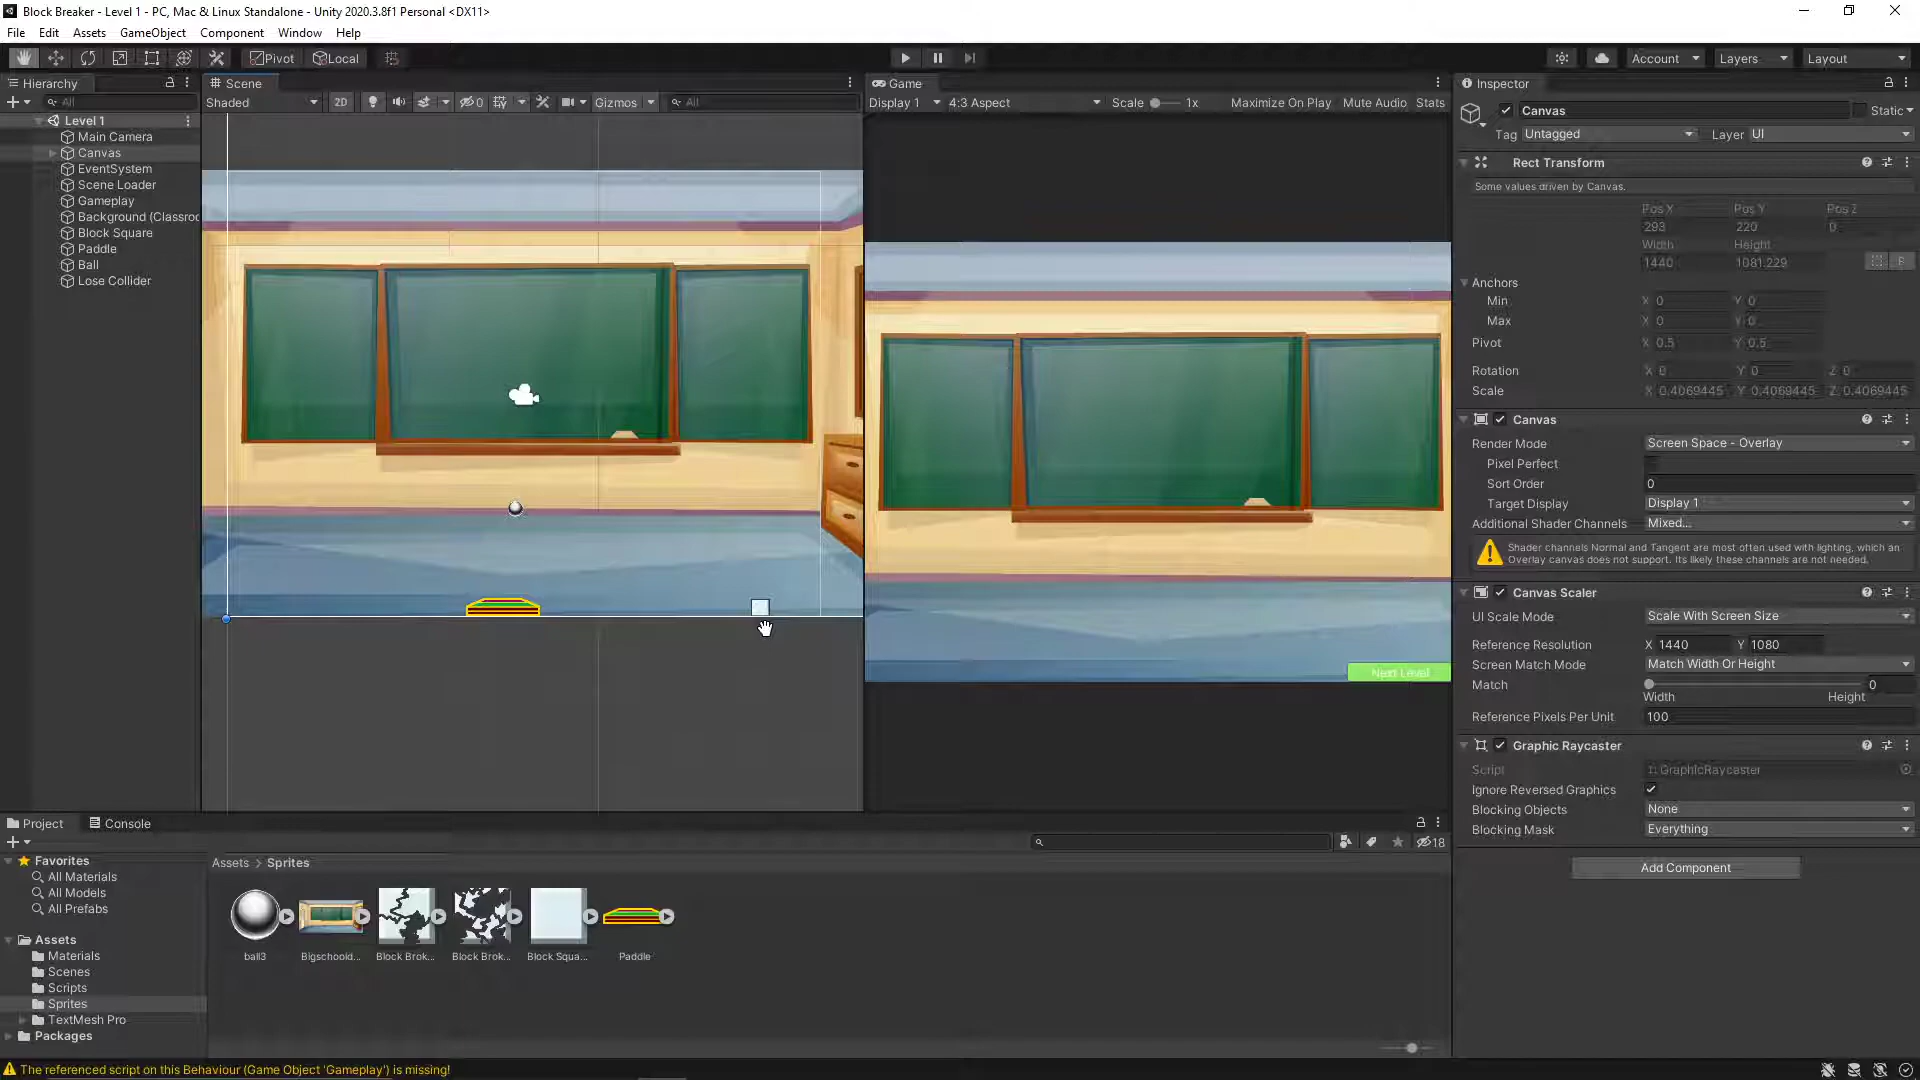 Block Breaker - Level 1 - PC, Mac & Linux Standalone - Unity 2020.3.8f1 Personal <DX11>
File Edit Assets GameObject Component Window Help
Pivot Local
Account Layers Layout
Hierarchy
All
Level 1
Main Camera
Canvas
EventSystem
Scene Loader
Gameplay
Background (Classroo
Block Square
Paddle
Ball
Lose Collider
Scene
Shaded 2D 0 Gizmos All
Game
Display 1 4:3 Aspect Scale 1x Maximize On Play Mute Audio Stats
Next Level
Inspector
Canvas Static
Tag Untagged Layer UI
Rect Transform
Some values driven by Canvas.
Pos X Pos Y Pos Z
293 220 0
Width Height
1440 1081.229
R
Anchors
Min X 0 Y 0
Max X 0 Y 0
Pivot X 0.5 Y 0.5
Rotation X 0 Y 0 Z 0
Scale X 0.4069445 Y 0.4069445 Z 0.4069445
Canvas
Render Mode Screen Space - Overlay
Pixel Perfect
Sort Order 0
Target Display Display 1
Additional Shader Channels Mixed...
Shader channels Normal and Tangent are most often used with lighting, which an
Overlay canvas does not support. Its likely these channels are not needed.
Canvas Scaler
UI Scale Mode Scale With Screen Size
Reference Resolution X 1440 Y 1080
Screen Match Mode Match Width Or Height
Match 0
Width Height
Reference Pixels Per Unit 100
Graphic Raycaster
Script GraphicRaycaster
Ignore Reversed Graphics
Blocking Objects None
Blocking Mask Everything
Add Component
Project Console
18
Favorites
All Materials
All Models
All Prefabs
Assets
Materials
Scenes
Scripts
Sprites
TextMesh Pro
Packages
Assets > Sprites
ball3 Bigschoold... Block Brok... Block Brok... Block Squa... Paddle
The referenced script on this Behaviour (Game Object 'Gameplay') is missing!